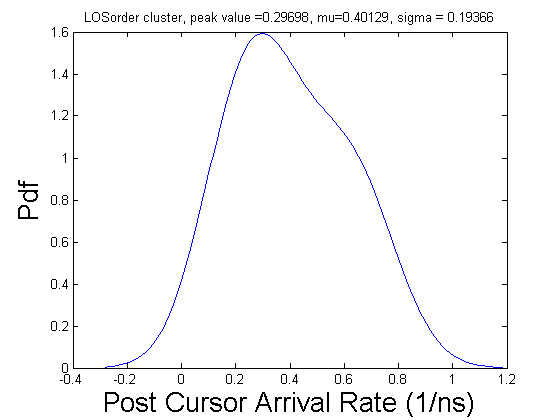 LOSorder cluster, peak value =0.29698, mu=0.40129, sigma = 0.19366
1.6
1.4
1.2
1
0.8
0.6
0.4
0.2
0
Pdf
-0.4 -0.2 0 0.2 0.4 0.6 0.8 1 1.2
Post Cursor Arrival Rate (1/ns)